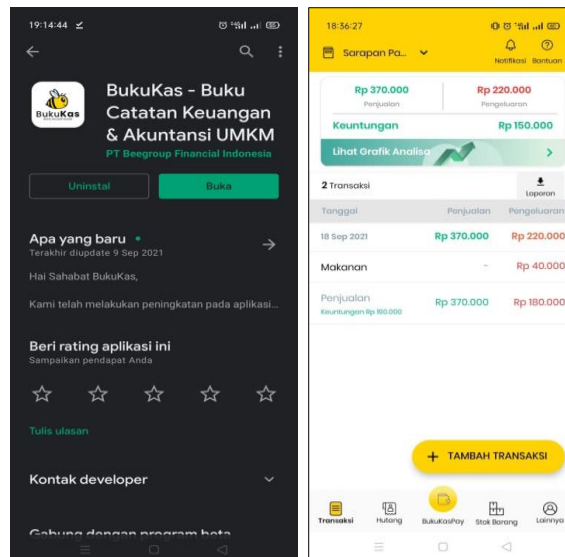 19:14:44
BukuKas - Buku
Catatan Keuangan
& Akuntansi UMKM
PT Beegroup Financial Indonesia
BukuKas
Uninstal
Buka
Apa yang baru
Terakhir diupdate 9 Sep 2021
Hai Sahabat BukuKas,
Kami telah melakukan peningkatan pada aplikasi...
Beri rating aplikasi ini
Sampaikan pendapat Anda
Tulis ulasan
Kontak developer
Gabung dengan program beta
18:36:27
Sarapan Pa...
Notifikasi Bantuan
Rp 370.000 Rp 220.000
Penjualan Pengeluaran
Keuntungan Rp 150.000
Lihat Grafik Analisa
2 Transaksi
Laporan
Tanggal Penjualan Pengeluaran
18 Sep 2021 Rp 370.000 Rp 220.000
Makanan - Rp 40.000
Penjualan Rp 370.000 Rp 180.000
Keuntungan Rp 190.000
+ TAMBAH TRANSAKSI
Transaksi Hutang BukuKasPay Stok Barang Lainnya